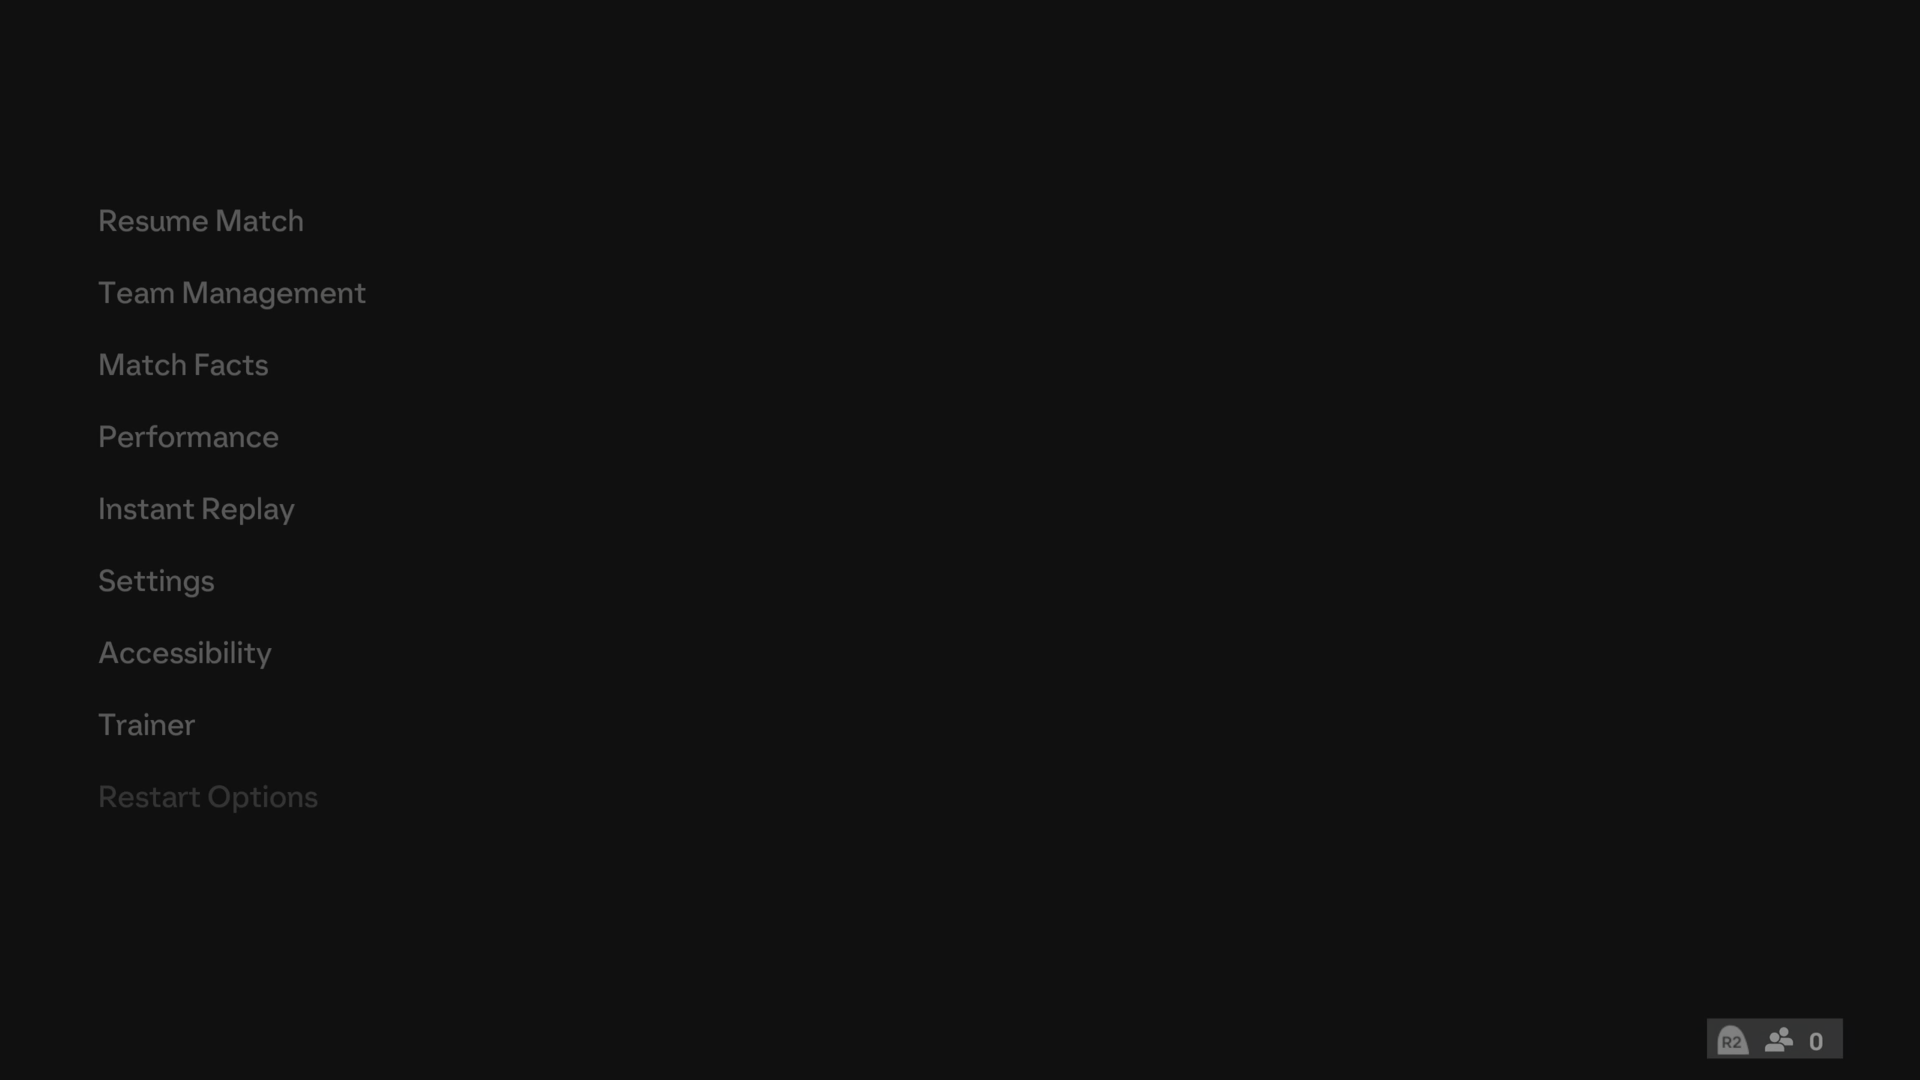 Resume Match
Team Management
Match Facts
Performance
Instant Replay
Settings
Accessibility
Trainer
Restart Options
R2 0